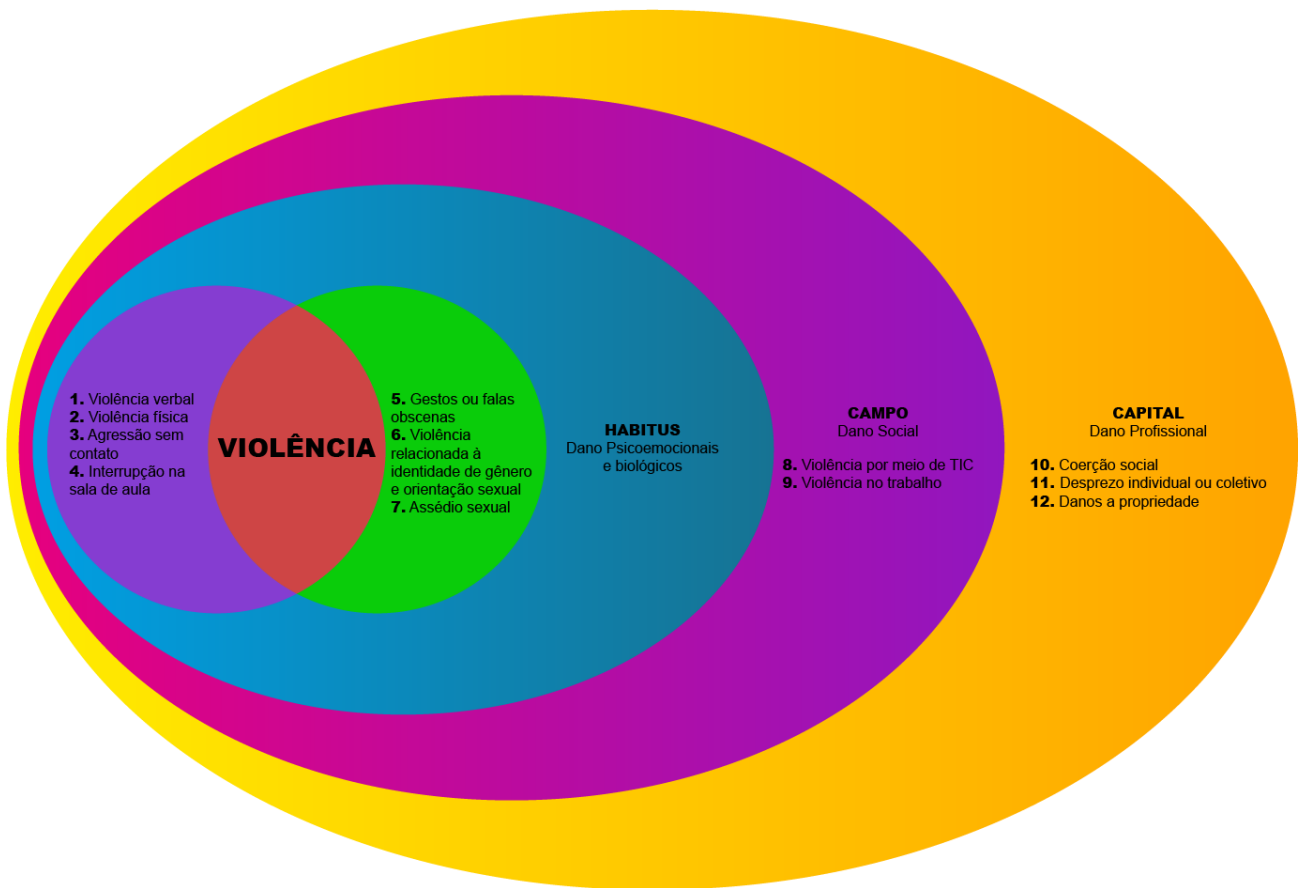 1. Violência verbal
2. Violência física
3. Agressão sem
contato
4. Interrupção na
sala de aula
VIOLÊNCIA
5. Gestos ou falas
obscenas
6. Violência
relacionada à
identidade de gênero
e orientação sexual
7. Assédio sexual
HABITUS
Dano Psicoemocionais
e biológicos
CAMPO
Dano Social
8. Violência por meio de TIC
9. Violência no trabalho
CAPITAL
Dano Profissional
10. Coerção social
11. Desprezo individual ou coletivo
12. Danos a propriedade